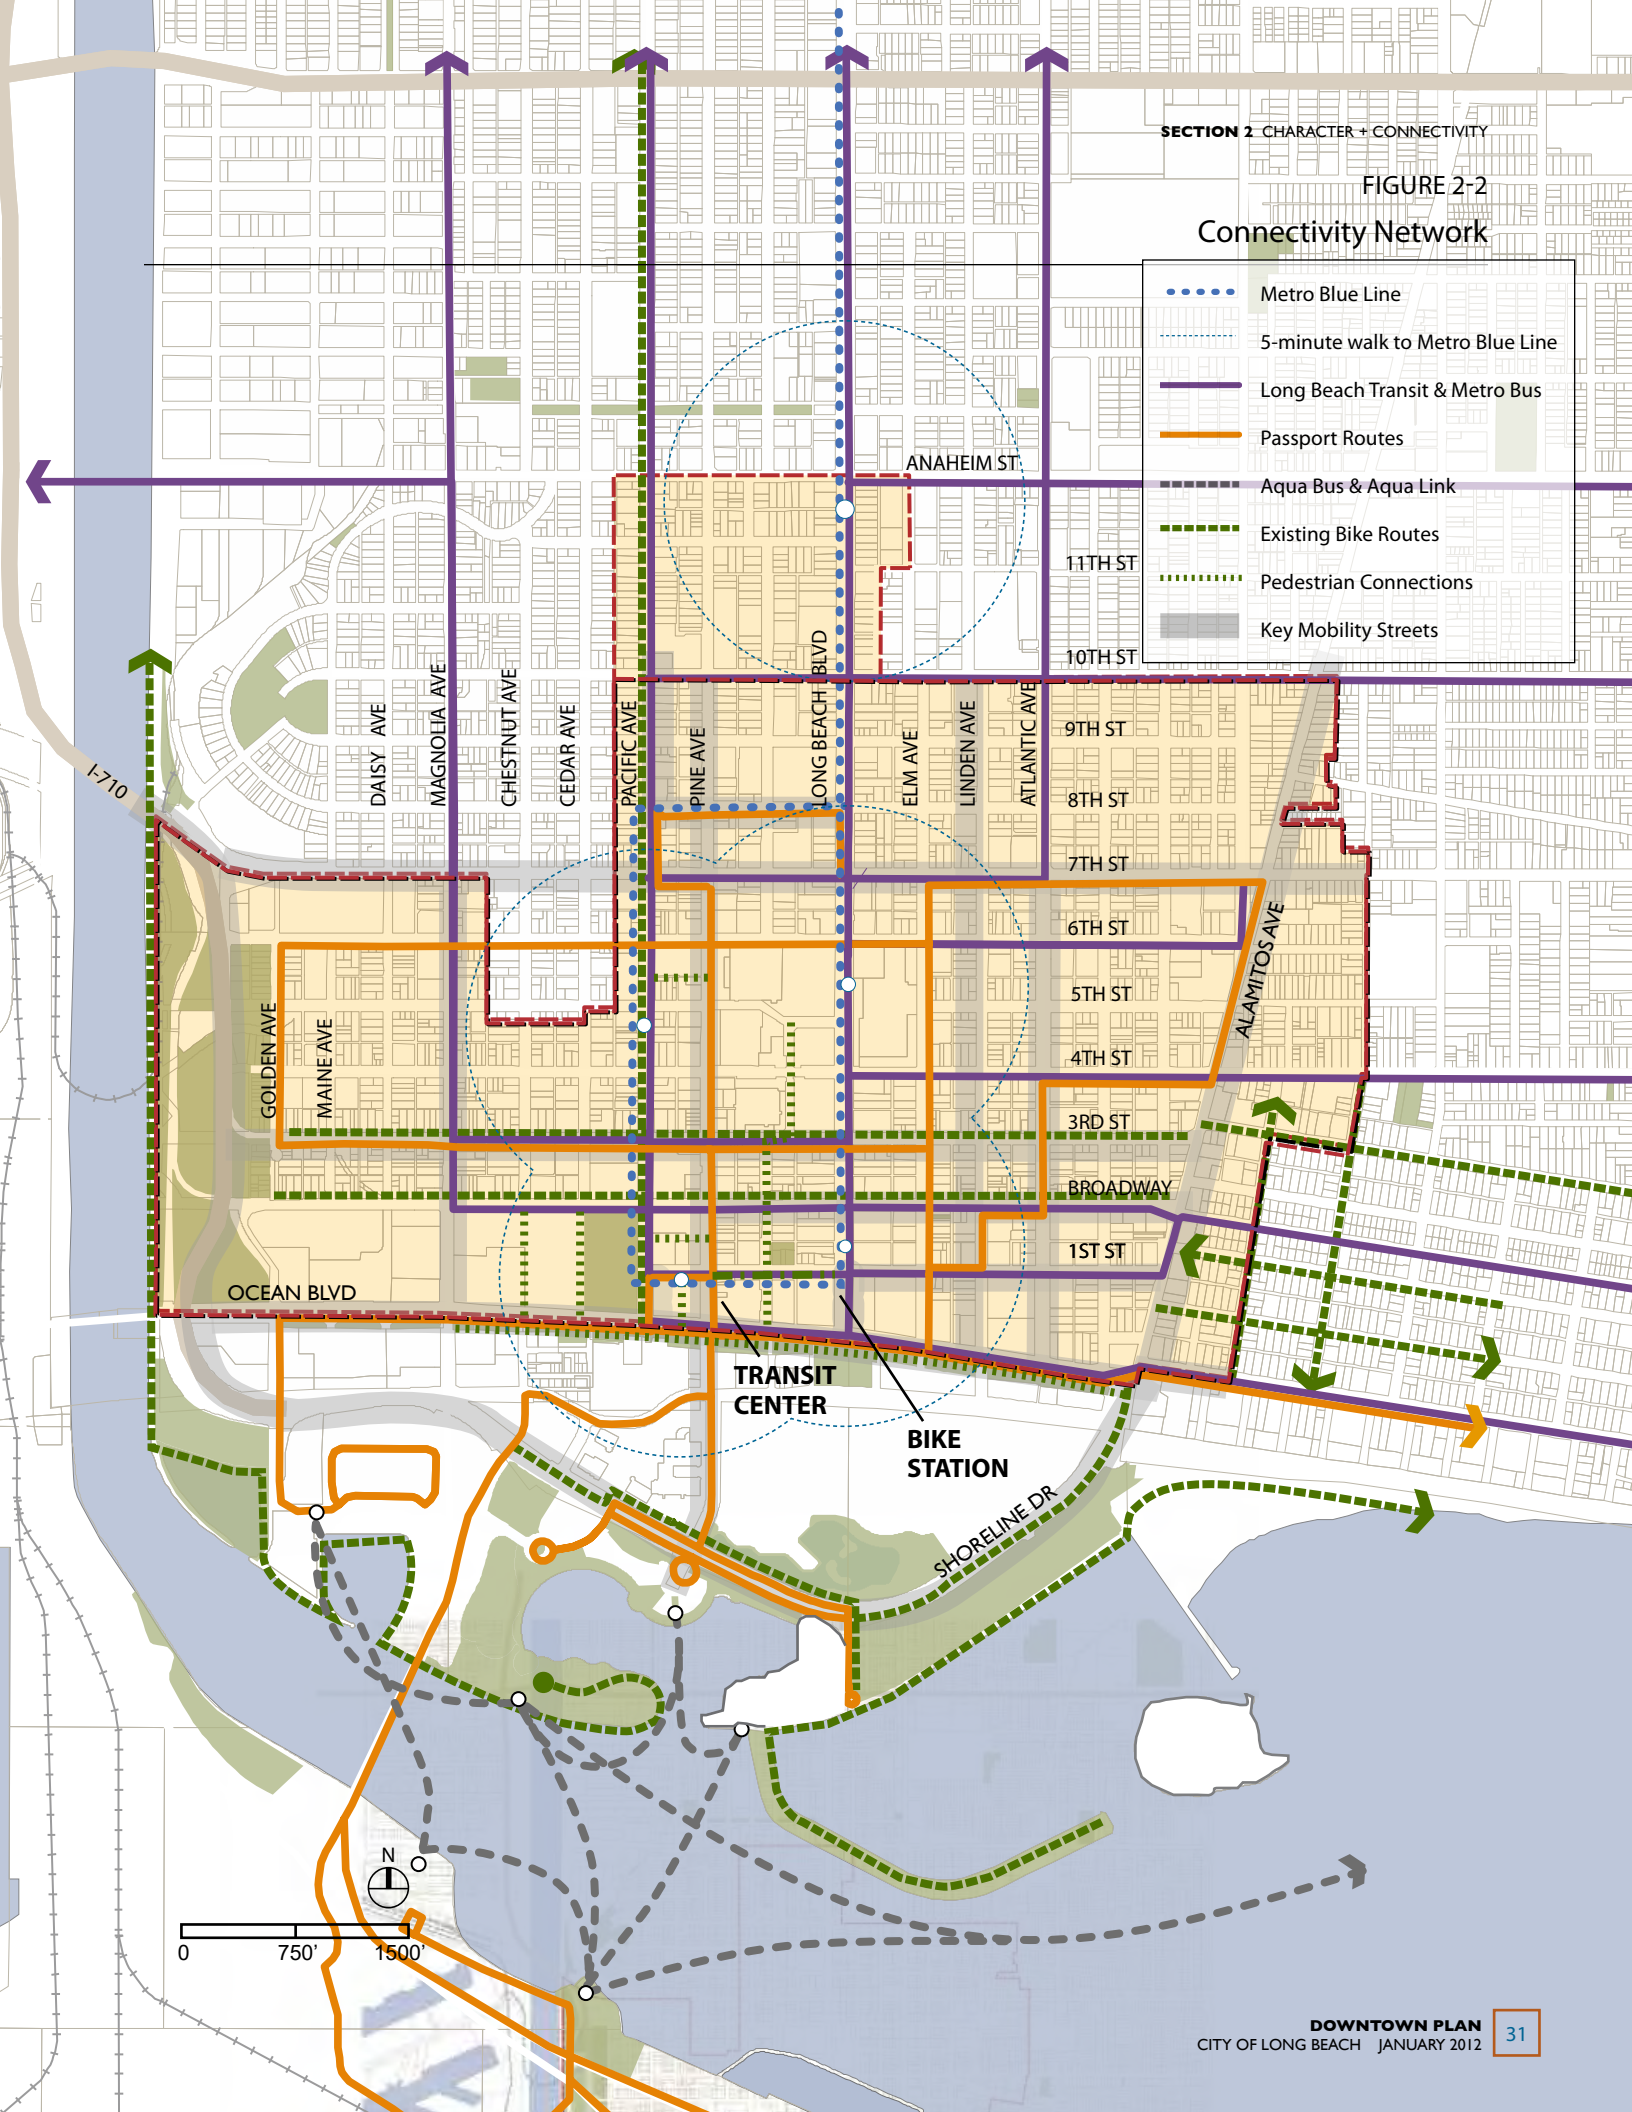 SECTION 2 CHARACTER + CONNECTIVITY
FIGURE 2-2
Connectivity Network
Metro Blue Line
5-minute walk to Metro Blue Line
Long Beach Transit & Metro Bus
Passport Routes
Aqua Bus & Aqua Link
Existing Bike Routes
Pedestrian Connections
Key Mobility Streets
ANAHEIM ST
11TH ST
10TH ST
9TH ST
8TH ST
7TH ST
6TH ST
5TH ST
4TH ST
3RD ST
BROADWAY
1ST ST
I-710
DAISY AVE
MAGNOLIA AVE
CHESTNUT AVE
CEDAR AVE
PACIFIC AVE
PINE AVE
LONG BEACH BLVD
ELM AVE
LINDEN AVE
ATLANTIC AVE
ALAMITOS AVE
GOLDEN AVE
MAINE AVE
OCEAN BLVD
TRANSIT
CENTER
BIKE
STATION
SHORELINE DR
N
0 750' 1500'
DOWNTOWN PLAN
CITY OF LONG BEACH JANUARY 2012
31